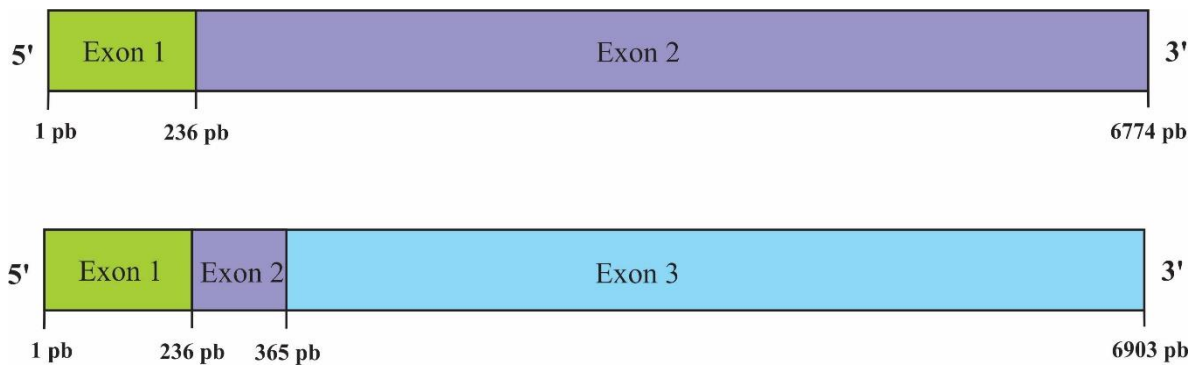 5' Exon 1 Exon 2 3'
1 pb 236 pb 6774 pb
5' Exon 1 Exon 2 Exon 3 3'
1 pb 236 pb 365 pb 6903 pb